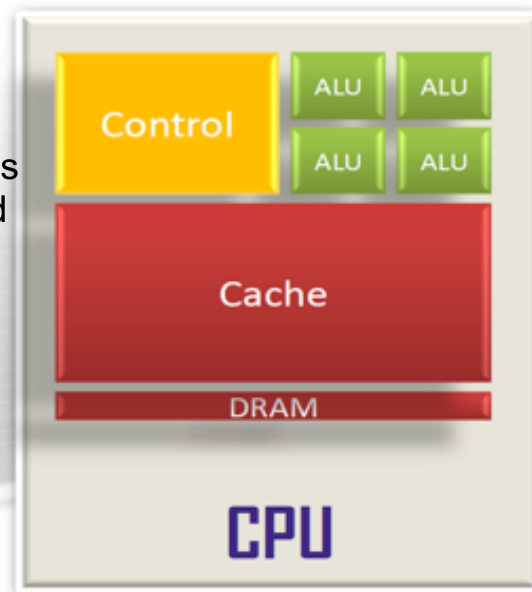 ALU ALU
Control
ALU ALU
s
d
Cache
DRAM
CPU